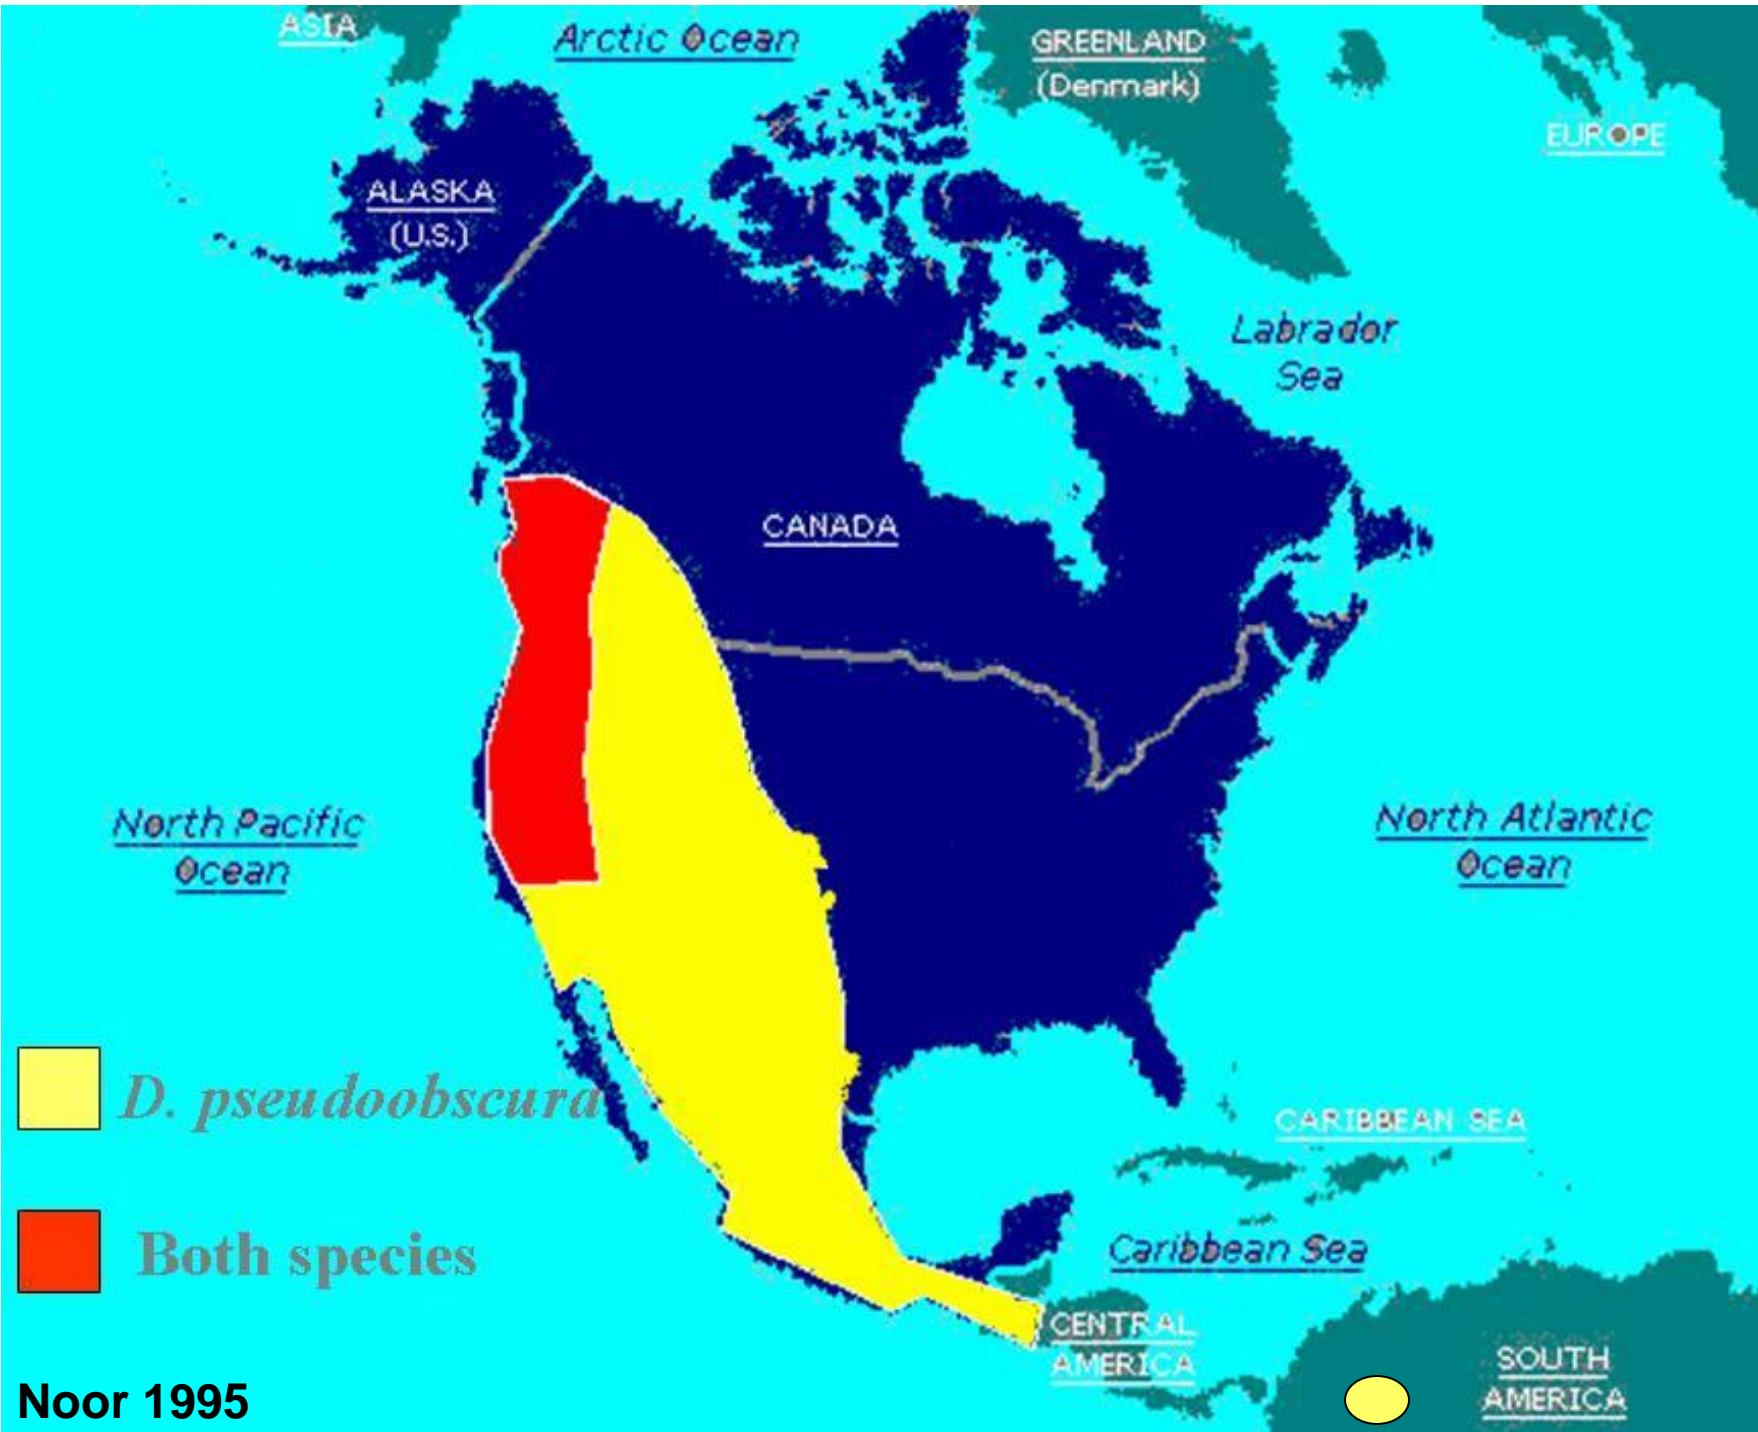 ASIA
Arctic Ocean
GREENLAND
(Denmark)
EUROPE
ALASKA
(U.S.)
Labrador
Sea
CANADA
North Pacific
Ocean
North Atlantic
Ocean
D. pseudoobscura
CARIBBEAN SEA
Both species
Caribbean Sea
CENTRAL
AMERICA
SOUTH
AMERICA
Noor 1995